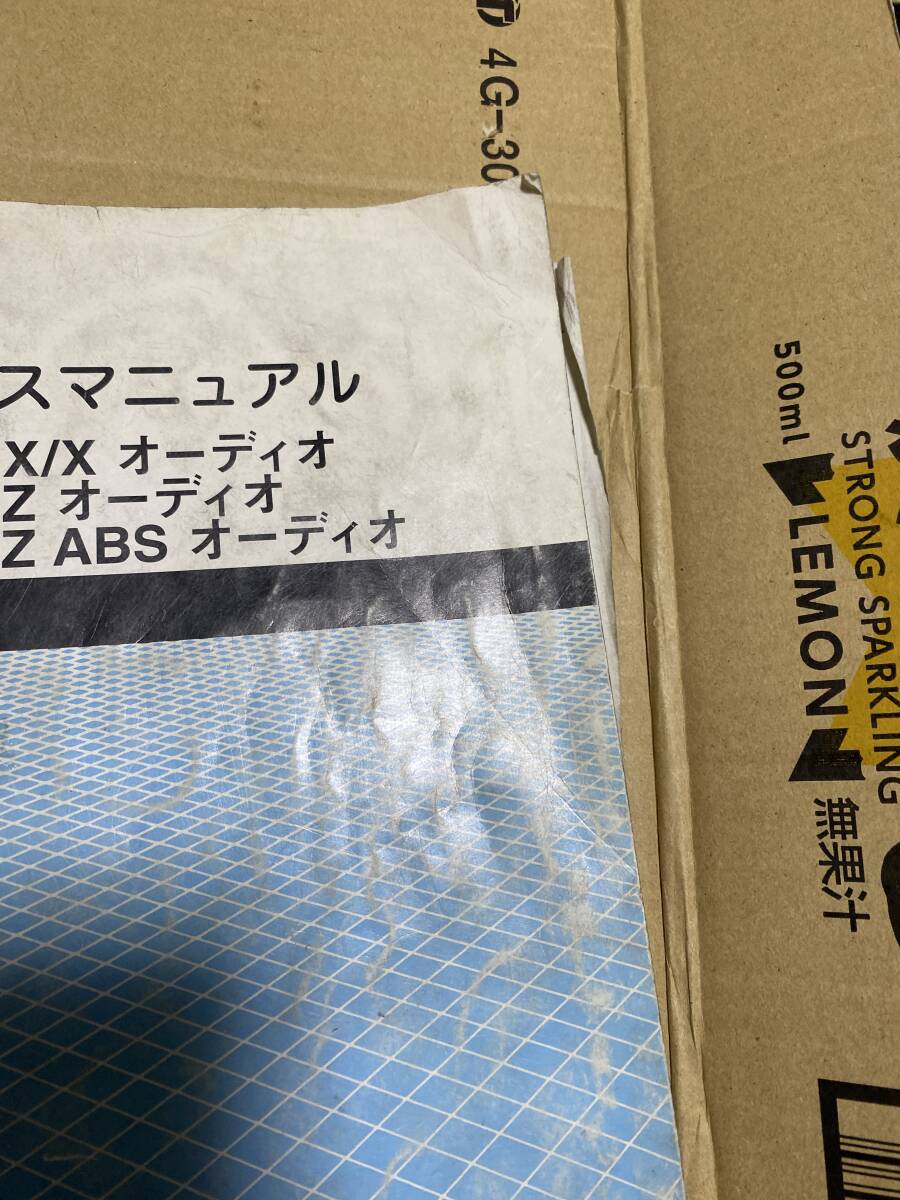 4G-30
スマニュアル
X/X オーディオ
Z オーディオ
Z ABS オーディオ
500ml
STRONG SPARKLING
LEMON
無果汁